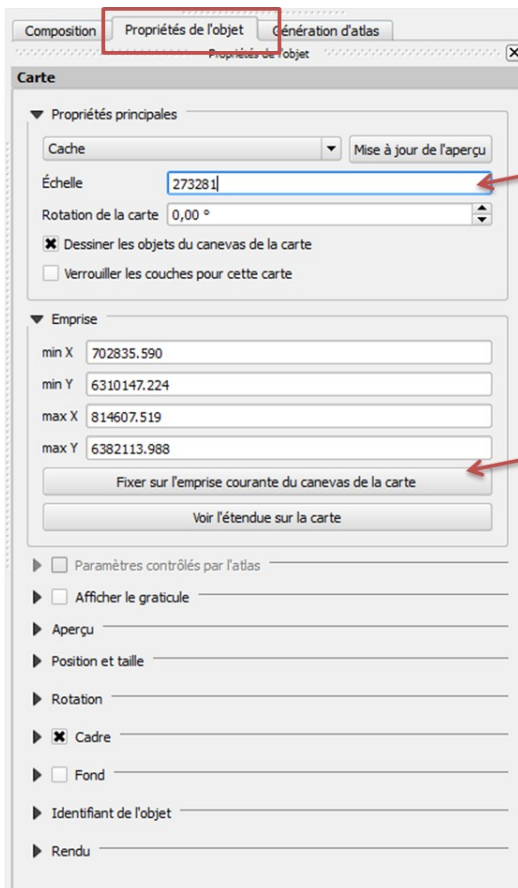 Composition Propriétés de l'objet Génération d'atlas
Propriétés de l'objet
Carte
Propriétés principales
Cache Mise à jour de l'aperçu
Échelle 273281
Rotation de la carte 0,00 °
Dessiner les objets du canevas de la carte
Verrouiller les couches pour cette carte
Emprise
min X 702835.590
min Y 6310147.224
max X 814607.519
max Y 6382113.988
Fixer sur l'emprise courante du canevas de la carte
Voir l'étendue sur la carte
Paramètres contrôlés par l'atlas
Afficher le graticule
Aperçu
Position et taille
Rotation
Cadre
Fond
Identifiant de l'objet
Rendu